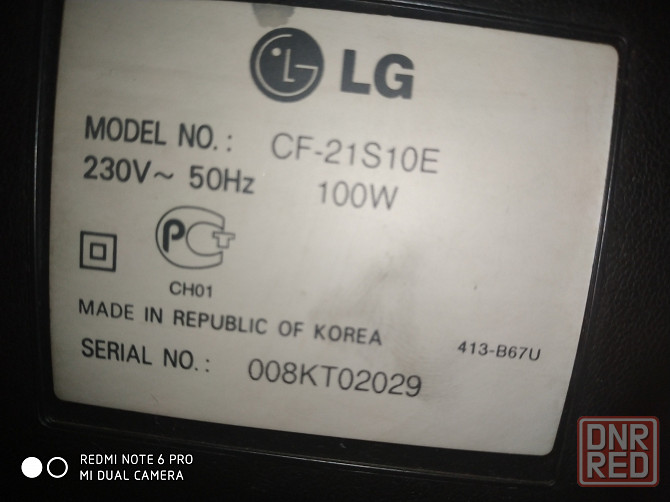 LG
MODEL NO.: CF-21S10E
230V~ 50Hz 100W
PCT
CH01
MADE IN REPUBLIC OF KOREA
413-B67U
SERIAL NO.: 008KT02029
REDMI NOTE 6 PRO
MI DUAL CAMERA
DNR
RED